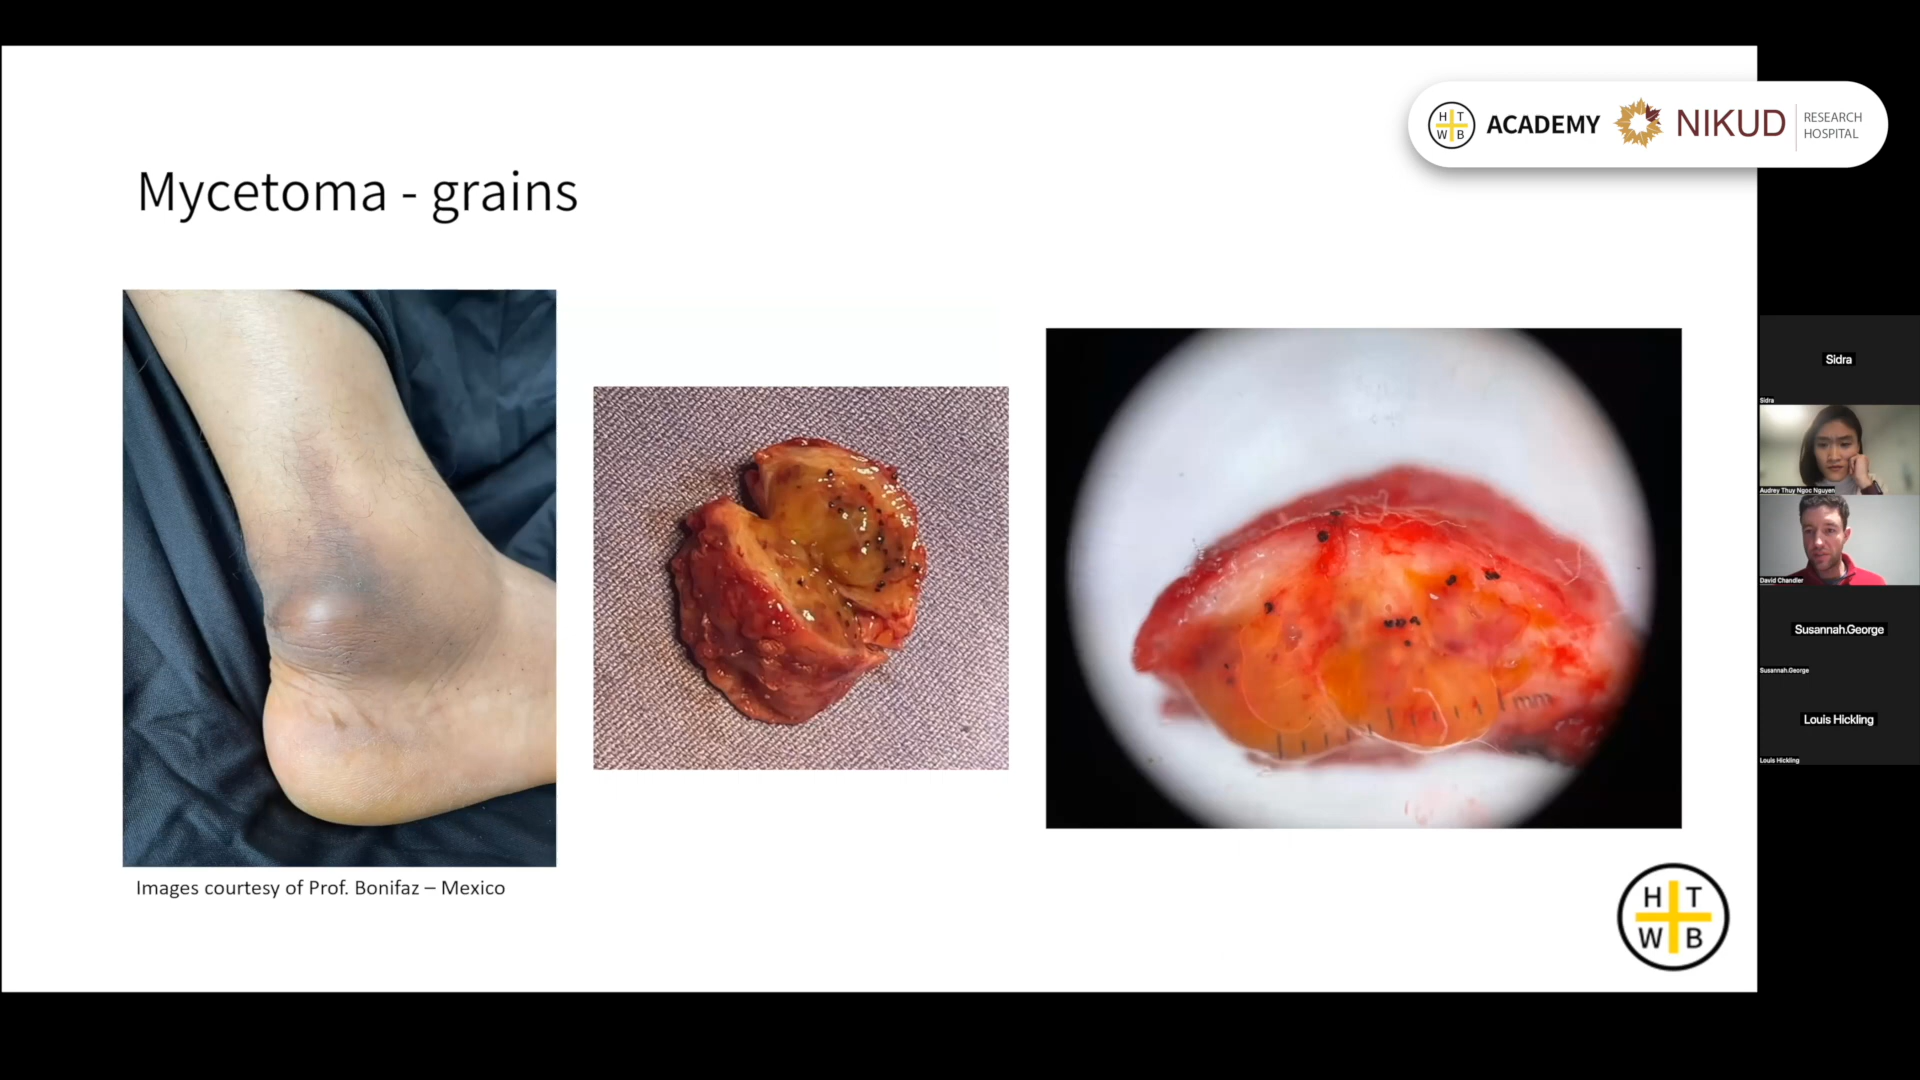 H T
W B
ACADEMY
NIKUD
RESEARCH
HOSPITAL
Mycetoma - grains
mm
Images courtesy of Prof. Bonifaz – Mexico
H T
W B
Sidra
Sidra
Audrey Thuy Ngoc Nguyen
David Chandler
Susannah.George
Susannah.George
Louis Hickling
Louis Hickling